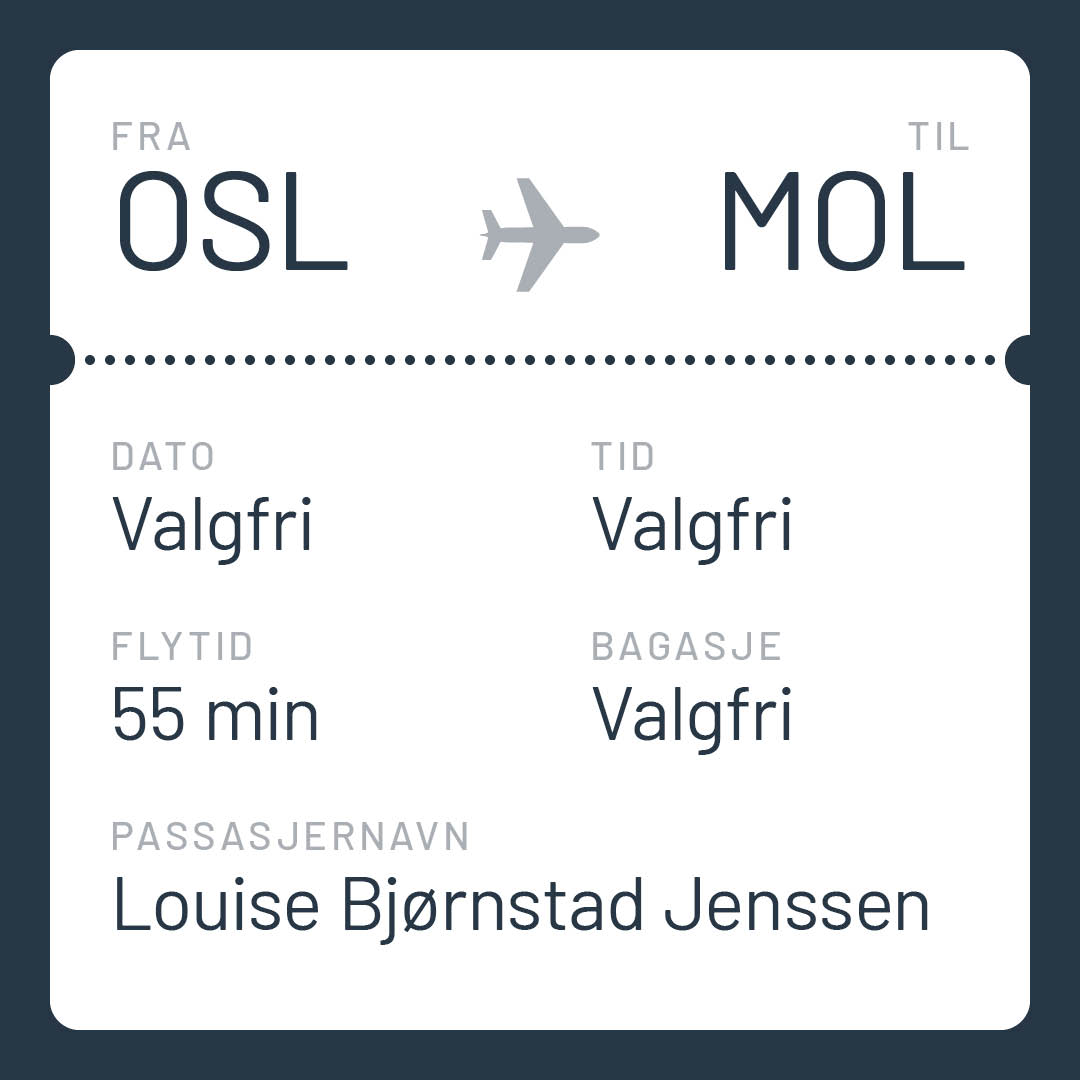 FRA TIL
OSL MOL
DATO TID
Valgfri Valgfri
FLYTID BAGASJE
55 min Valgfri
PASSASJERNAVN
Louise Bjørnstad Jenssen